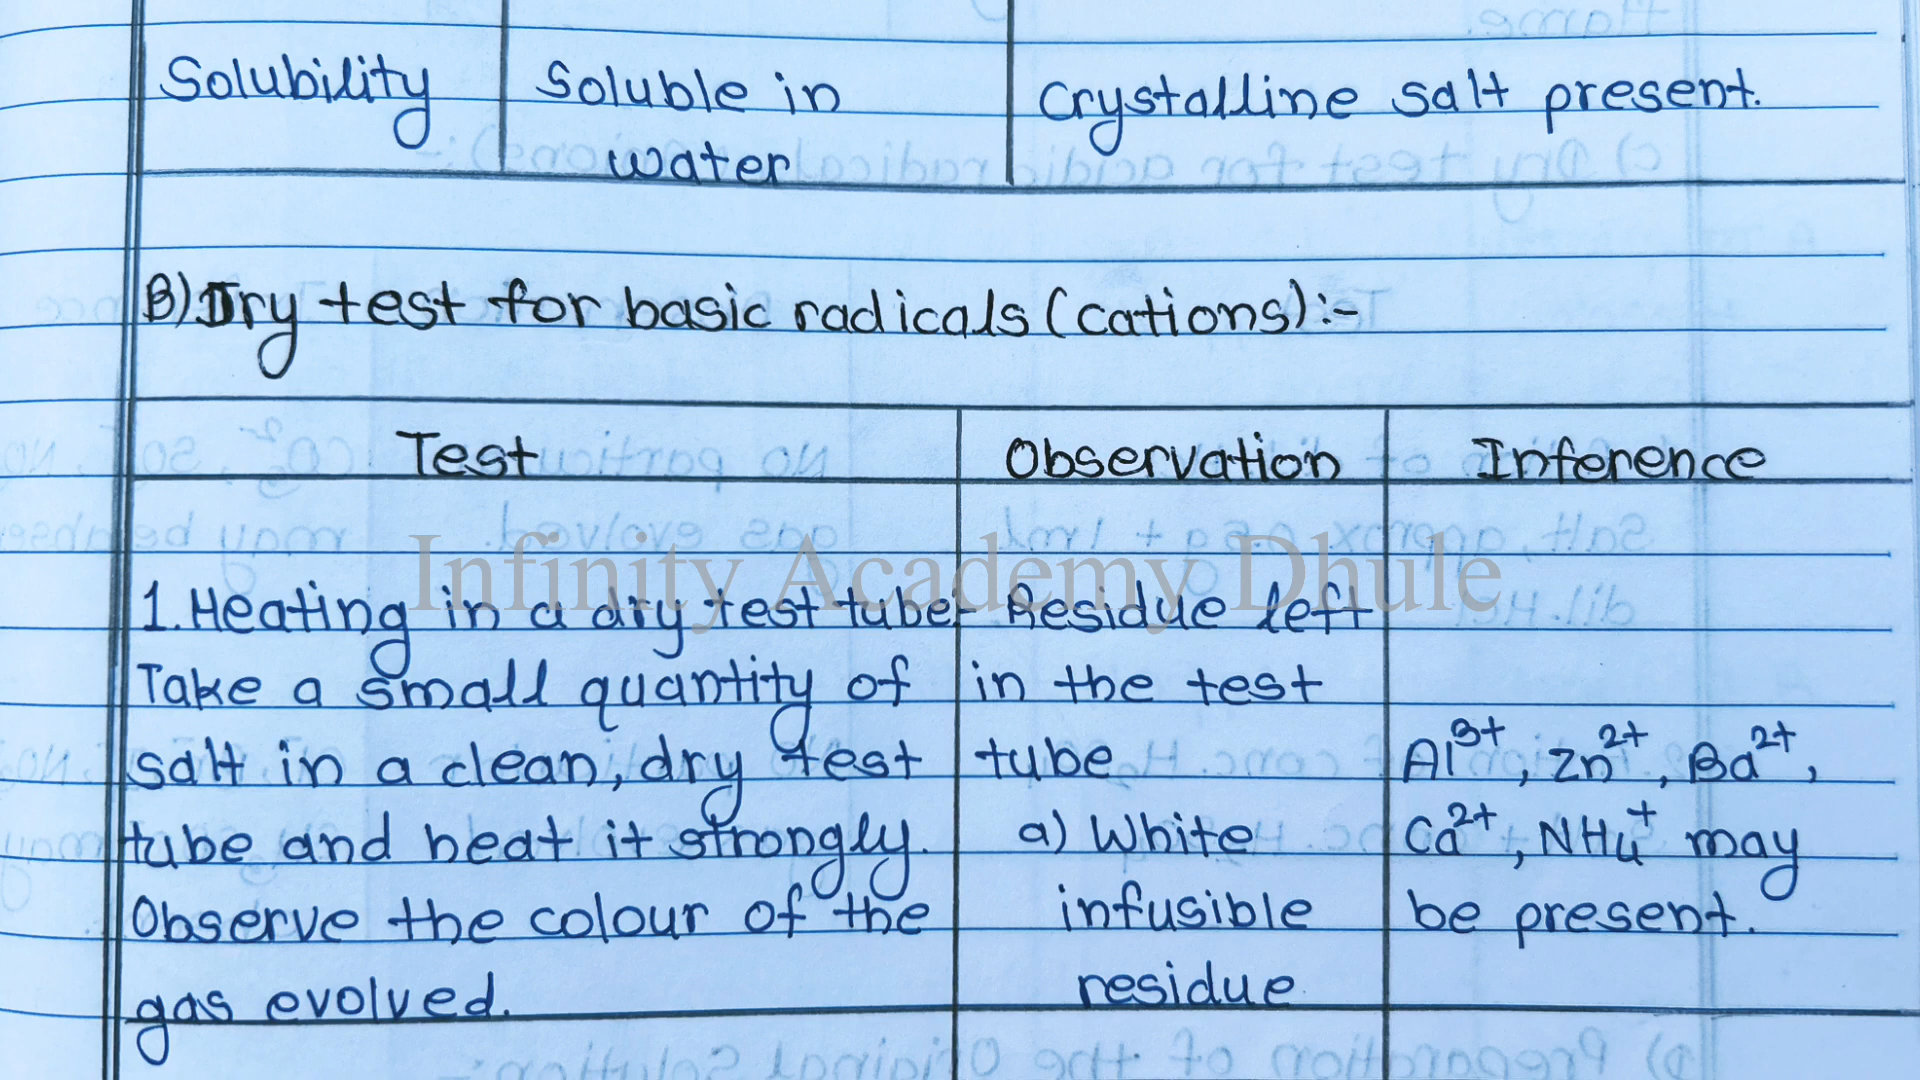 Solubility Soluble in Crystalline salt present.
water
B) Dry test for basic radicals (cations):-
Test Observation Inference
Infinity Academy Dhule
1. Heating in a dry test tube:- Residue left
Take a small quantity of in the test
salt in a clean, dry test tube Al³⁺, Zn²⁺, Ba²⁺,
tube and heat it strongly. a) White Ca²⁺, NH₄⁺ may
Observe the colour of the infusible be present.
gas evolved. residue